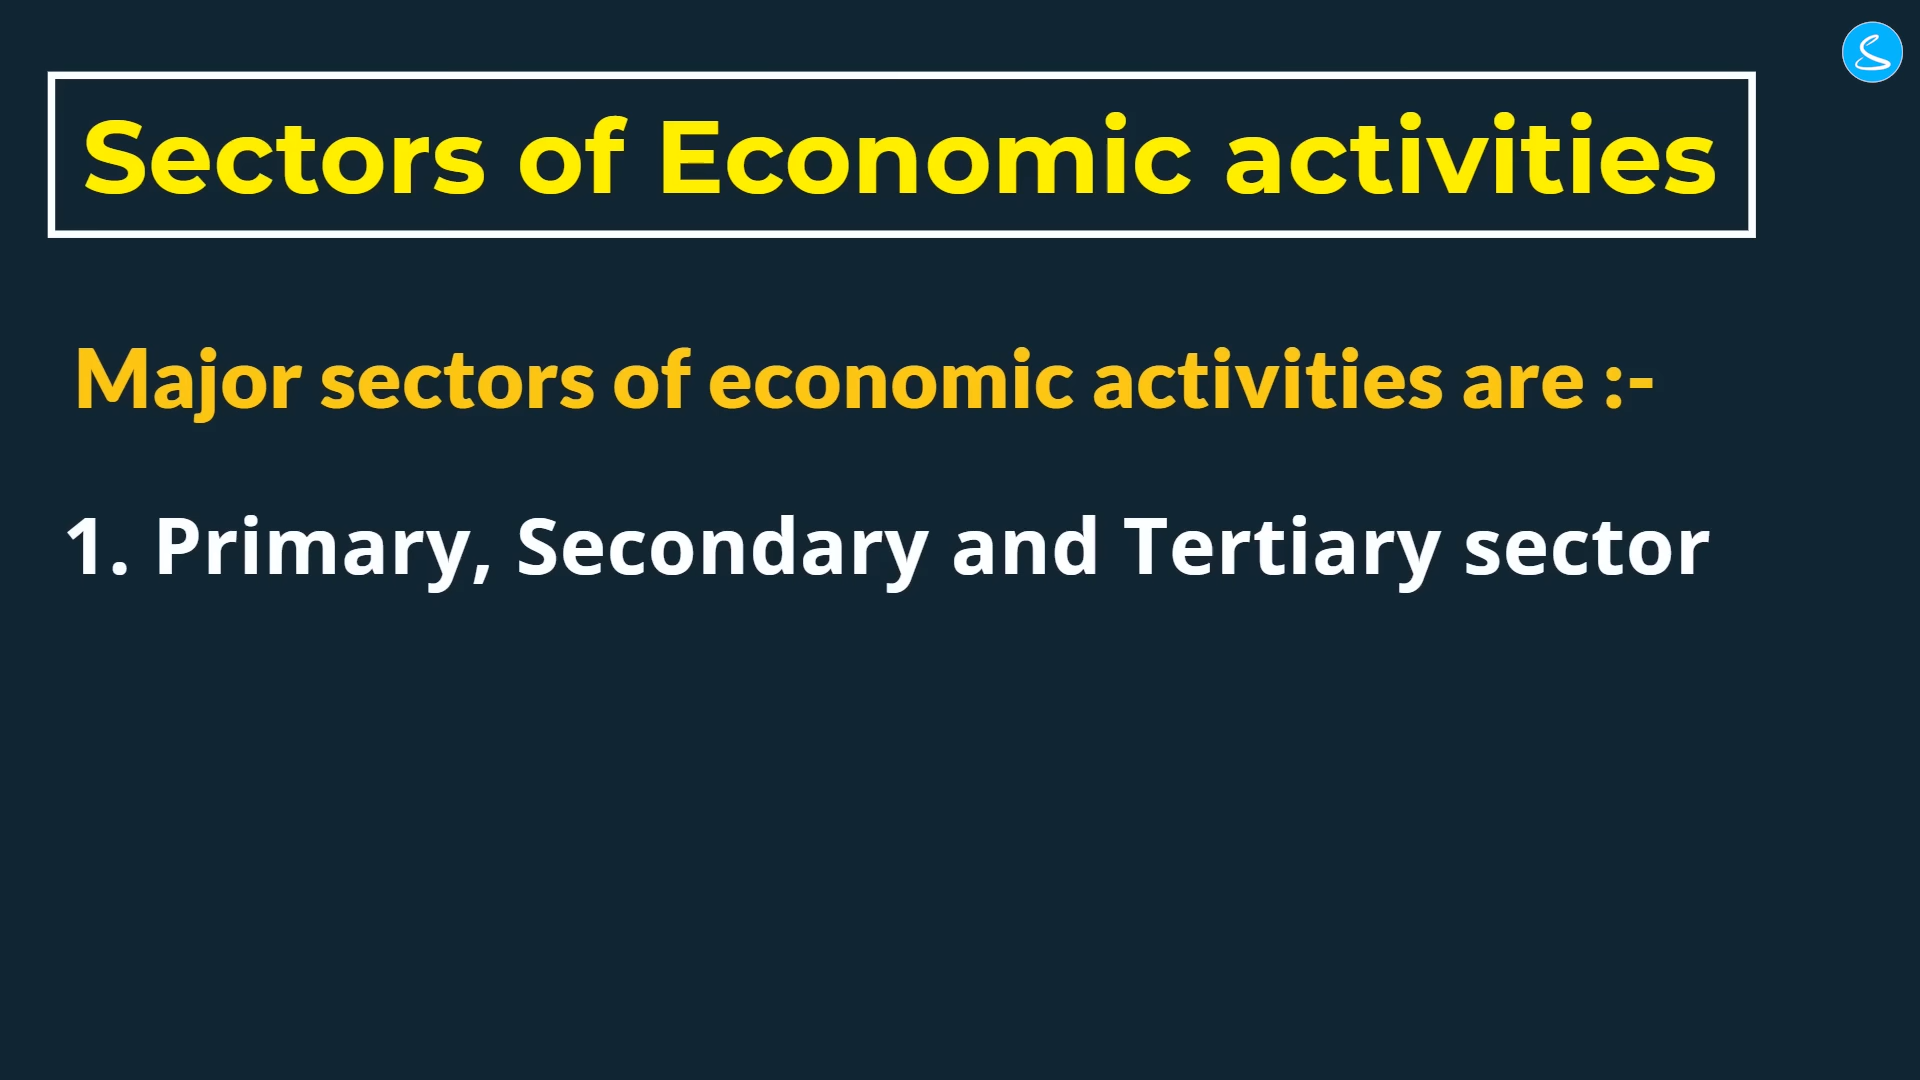 Sectors of Economic activities
Major sectors of economic activities are :-
1. Primary, Secondary and Tertiary sector